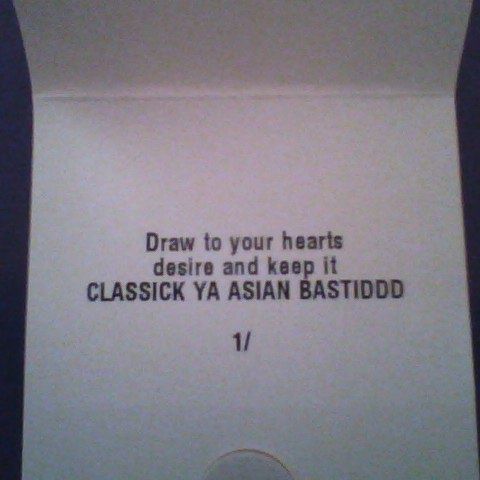 Draw to your hearts
desire and keep it
CLASSICK YA ASIAN BASTIDDD
1/